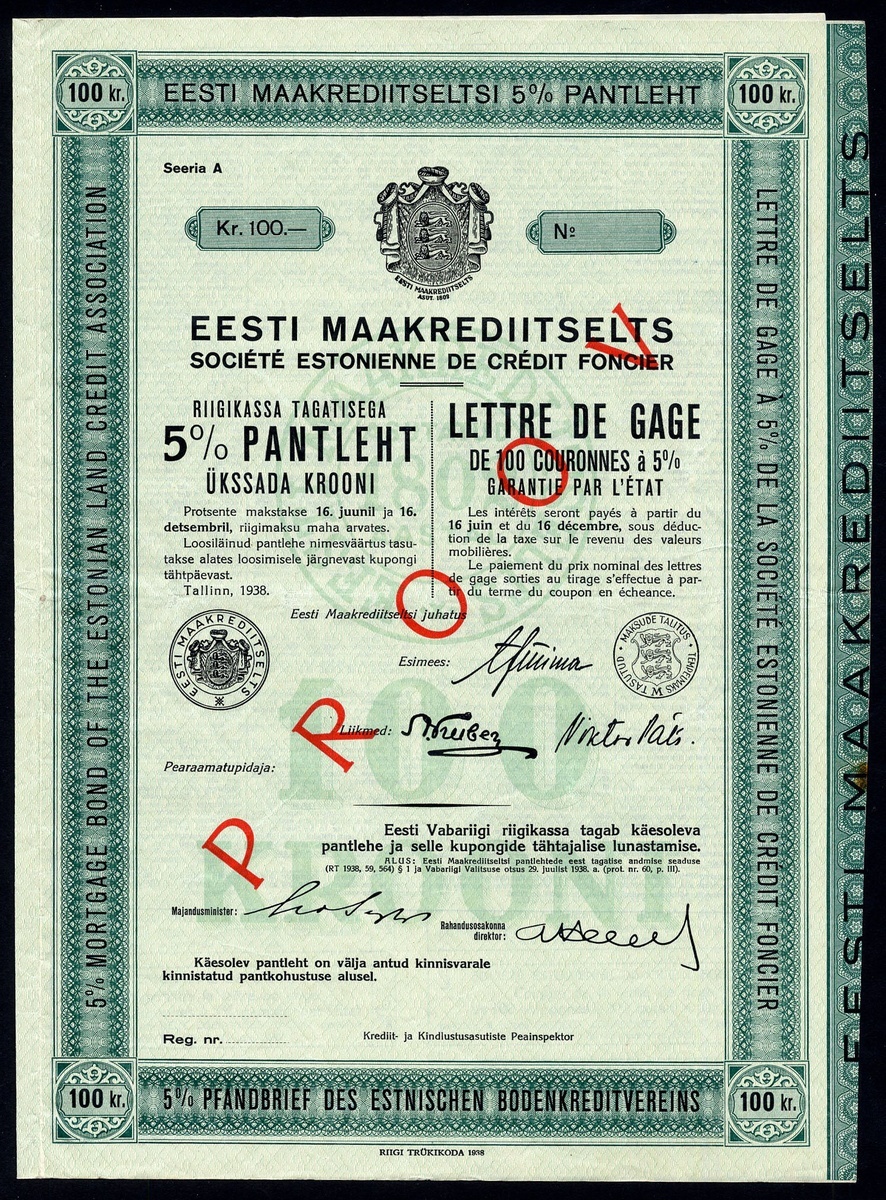 100 kr.
EESTI MAAKREDIITSELTSI 5% PANTLEHT
100 kr.
Seeria A
Kr. 100.—
No
EESTI MAAKREDIITSELTS
ASUT. 1802
EESTI MAAKREDIITSELTS
SOCIÉTÉ ESTONIENNE DE CRÉDIT FONCIER
RIIGIKASSA TAGATISEGA
5% PANTLEHT
ÜKSSADA KROONI
Protsente makstakse 16. juunil ja 16.
detsembril, riigimaksu maha arvates.
Loosiläinud pantlehe nimesväärtus tasu-
takse alates loosimisele järgnevast kupongi
tähtpäevast.
Tallinn, 1938.
LETTRE DE GAGE
DE 100 COURONNES à 5%
GARANTIE PAR L'ÉTAT
Les intérêts seront payés à partir du
16 juin et du 16 décembre, sous déduc-
tion de la taxe sur le revenu des valeurs
mobilières.
Le paiement du prix nominal des lettres
de gage sorties au tirage s'effectue à par-
tir du terme du coupon en écheance.
Eesti Maakrediitseltsi juhatus
EESTI MAAKREDIITSELTS
Esimees:
MAKSUDE TALITUS • TEMPELMAKS TASUTUD •
Liikmed:
Viktor Päts.
Pearaamatupidaja:
100
KROONI
PROOV
Eesti Vabariigi riigikassa tagab käesoleva
pantlehe ja selle kupongide tähtajalise lunastamise.
ALUS: Eesti Maakrediitseltsi pantlehtede eest tagatise andmise seaduse
(RT 1938, 59, 564) § 1 ja Vabariigi Valitsuse otsus 29. juulist 1938. a. (prot. nr. 60, p. III).
Majandusminister:
Rahandusosakonna
direktor:
Käesolev pantleht on välja antud kinnisvarale
kinnistatud pantkohustuse alusel.
Reg. nr.
Krediit- ja Kindlustusasutiste Peainspektor
5% MORTGAGE BOND OF THE ESTONIAN LAND CREDIT ASSOCIATION
LETTRE DE GAGE À 5% DE LA SOCIÉTÉ ESTONIENNE DE CRÉDIT FONCIER
EESTI MAAKREDIITSELTS
100 kr.
5% PFANDBRIEF DES ESTNISCHEN BODENKREDITVEREINS
100 kr.
RIIGI TRÜKIKODA 1938